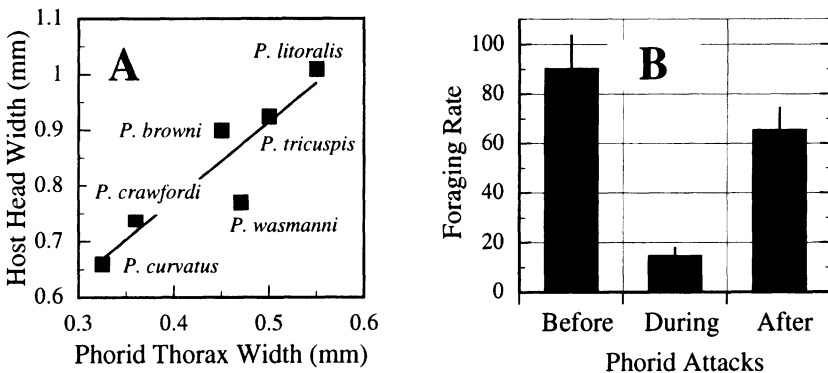 A
Host Head Width (mm)
1.1
1
0.9
0.8
0.7
0.6
P. litoralis
P. browni
P. tricuspis
P. crawfordi
P. wasmanni
P. curvatus
0.3
0.4
0.5
0.6
Phorid Thorax Width (mm)
B
Foraging Rate
100
80
60
40
20
0
Before
During
After
Phorid Attacks